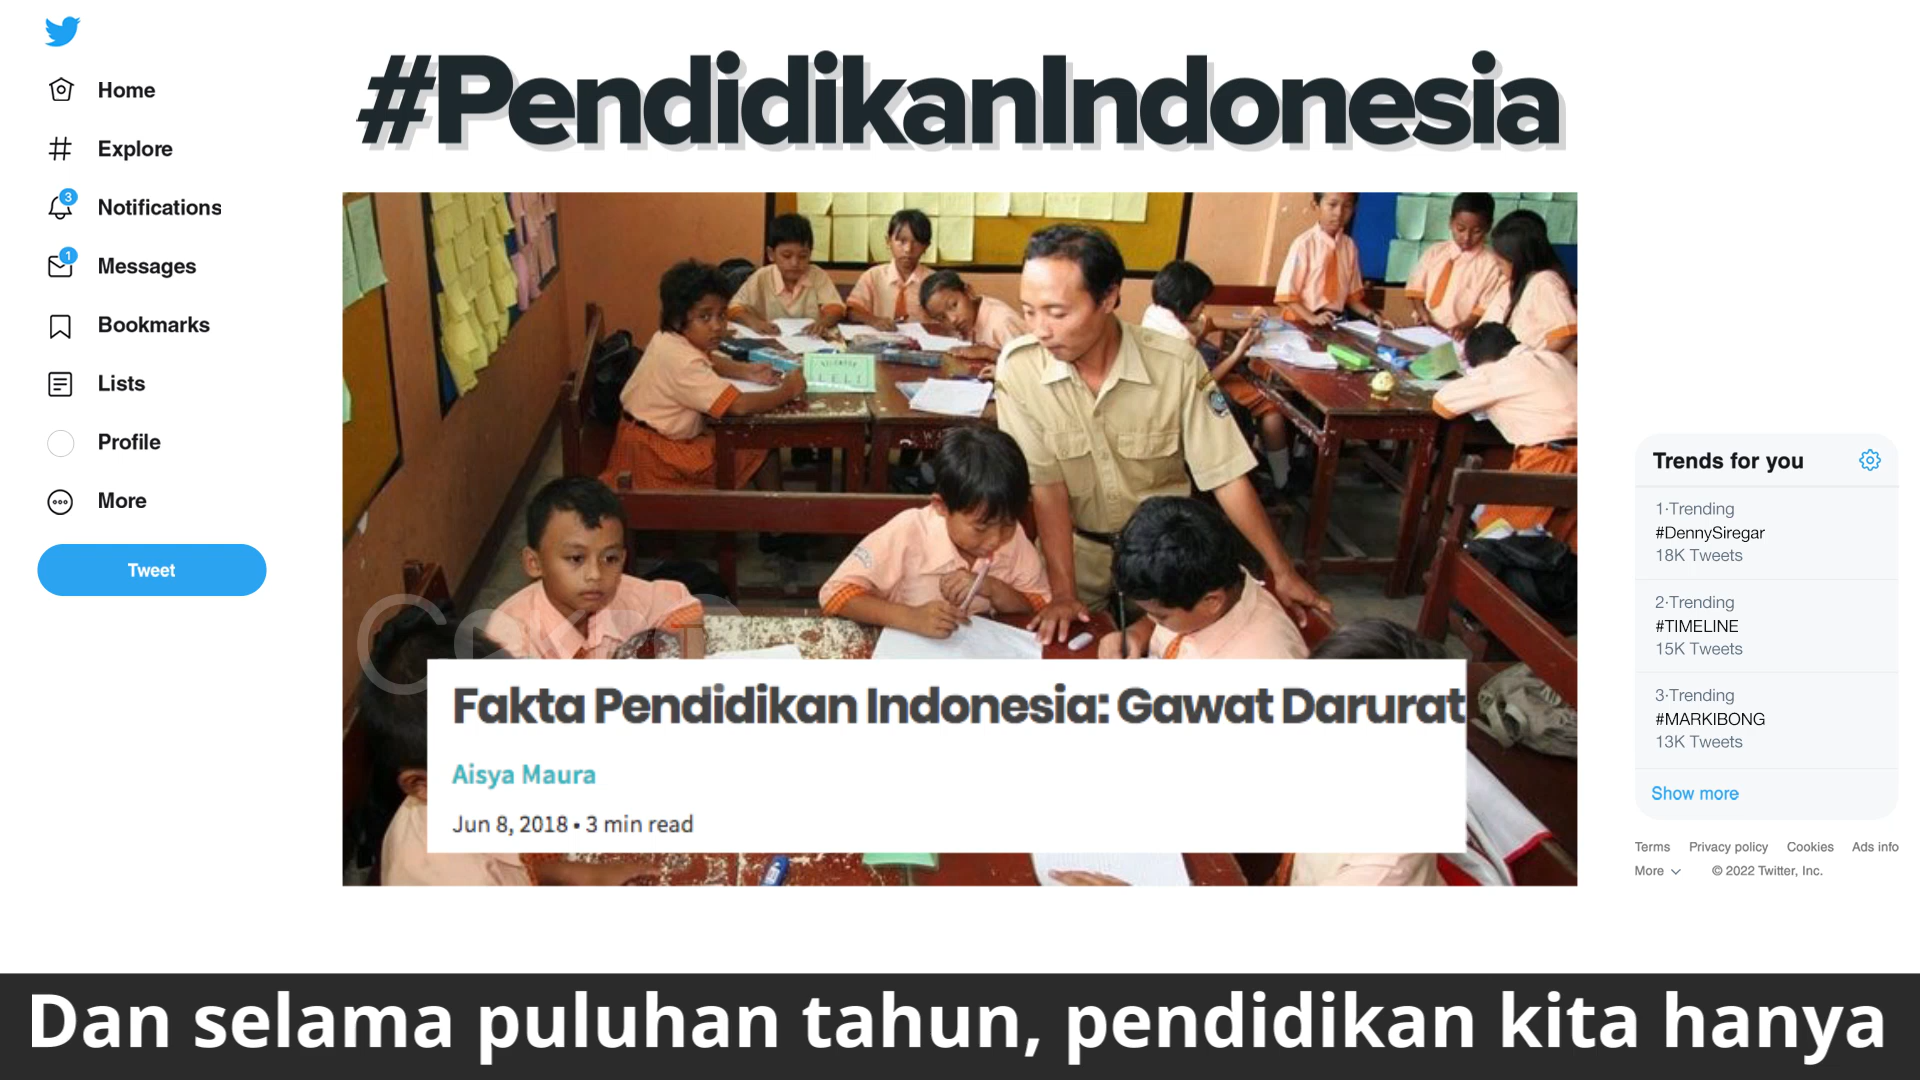 #PendidikanIndonesia
Home
Explore
3
Notifications
1
Messages
Bookmarks
Lists
Profile
More
Tweet
Fakta Pendidikan Indonesia: Gawat Darurat
Aisya Maura
Jun 8, 2018 • 3 min read
Trends for you
1·Trending
#DennySiregar
18K Tweets
2·Trending
#TIMELINE
15K Tweets
3·Trending
#MARKIBONG
13K Tweets
Show more
Terms Privacy policy Cookies Ads info
More © 2022 Twitter, Inc.
Dan selama puluhan tahun, pendidikan kita hanya